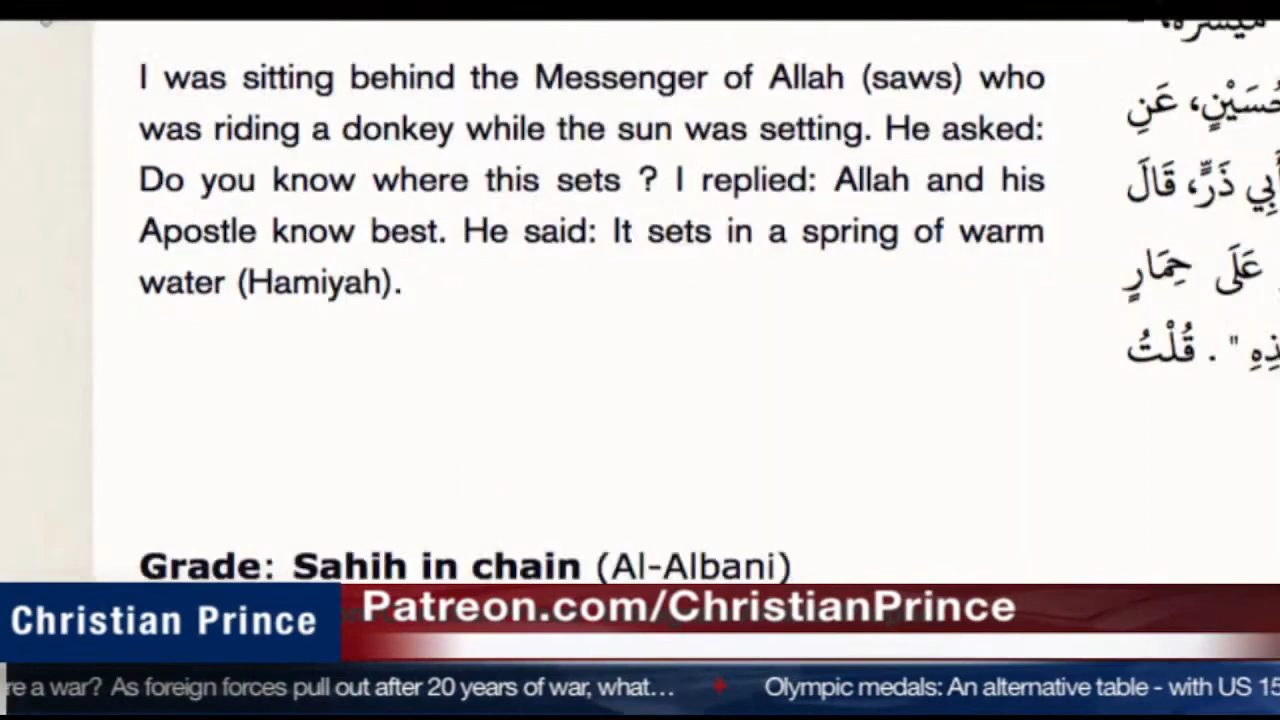 I was sitting behind the Messenger of Allah (saws) who
was riding a donkey while the sun was setting. He asked:
Do you know where this sets ? I replied: Allah and his
Apostle know best. He said: It sets in a spring of warm
water (Hamiyah).
حُسَيْنٍ، عَنِ
أَبِي ذَرٍّ، قَالَ
عَلَى حِمَارٍ
". قُلْتُ
Grade: Sahih in chain (Al-Albani)
Christian Prince
Patreon.com/ChristianPrince
re a war? As foreign forces pull out after 20 years of war, what... Olympic medals: An alternative table - with US 15